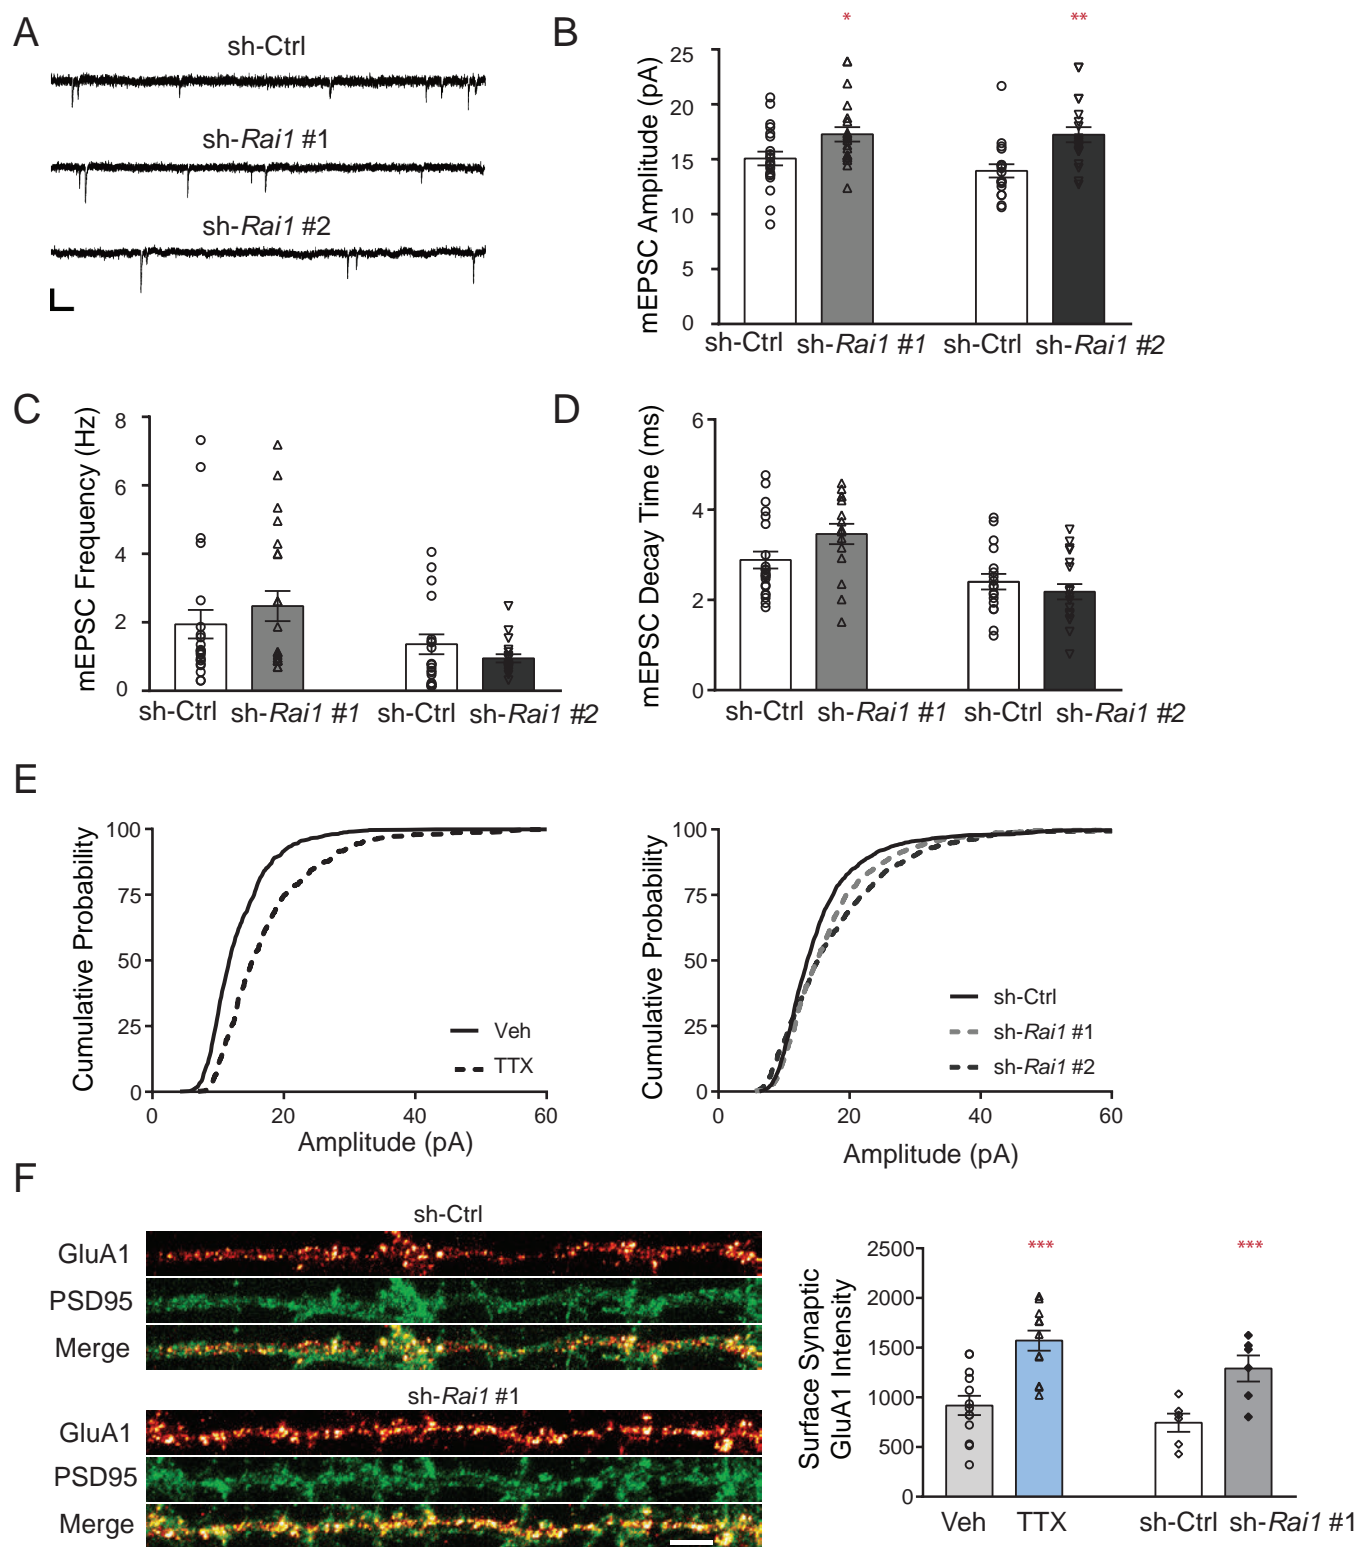 A
sh-Ctrl
sh-Rai1 #1
sh-Rai1 #2
B
* **
mEPSC Amplitude (pA)
25
20
15
10
5
0
sh-Ctrl sh-Rai1 #1 sh-Ctrl sh-Rai1 #2
C
mEPSC Frequency (Hz)
8
6
4
2
0
sh-Ctrl sh-Rai1 #1 sh-Ctrl sh-Rai1 #2
D
mEPSC Decay Time (ms)
6
4
2
0
sh-Ctrl sh-Rai1 #1 sh-Ctrl sh-Rai1 #2
E
Cumulative Probability
100
75
50
25
0
Veh
TTX
0 20 40 60
Amplitude (pA)
Cumulative Probability
100
75
50
25
0
sh-Ctrl
sh-Rai1 #1
sh-Rai1 #2
0 20 40 60
Amplitude (pA)
F
sh-Ctrl
GluA1
PSD95
Merge
sh-Rai1 #1
GluA1
PSD95
Merge
Surface Synaptic
GluA1 Intensity
*** ***
2500
2000
1500
1000
500
0
Veh TTX sh-Ctrl sh-Rai1 #1